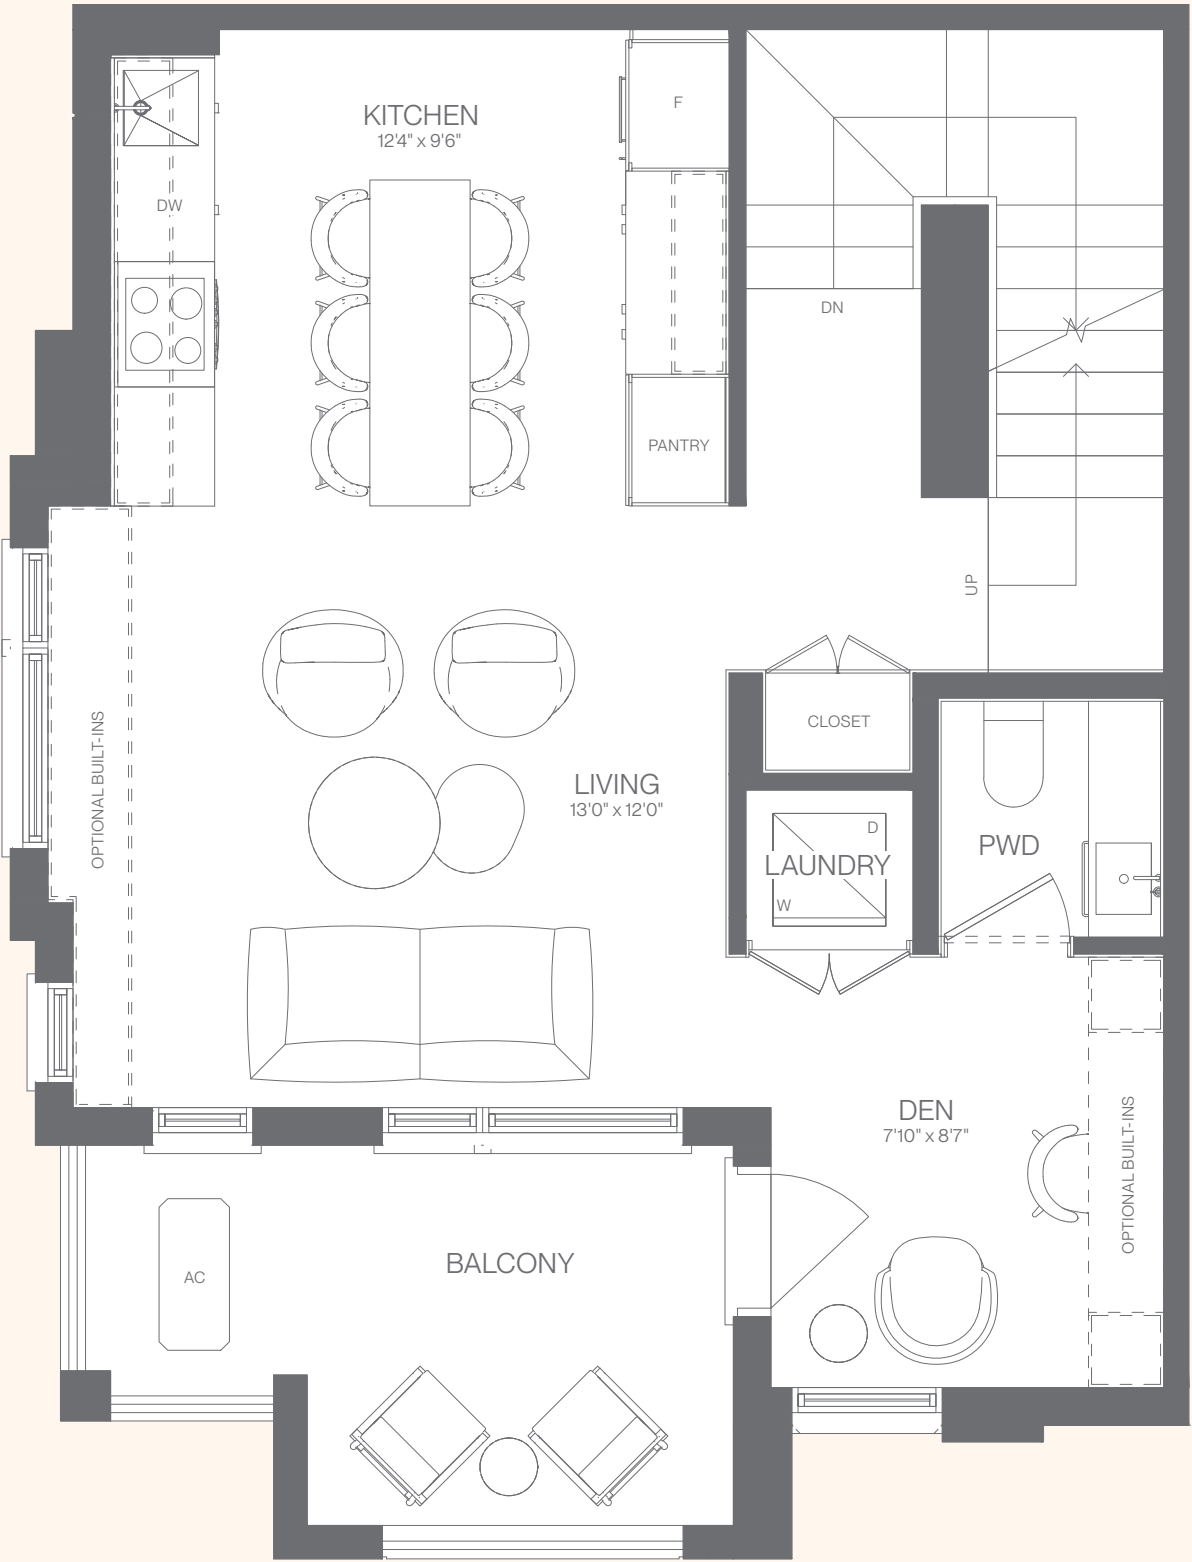 KITCHEN
12'4" x 9'6"
F
DW
DN
PANTRY
UP
CLOSET
OPTIONAL BUILT-INS
LIVING
13'0" x 12'0"
D
LAUNDRY
W
PWD
DEN
7'10" x 8'7"
OPTIONAL BUILT-INS
BALCONY
AC